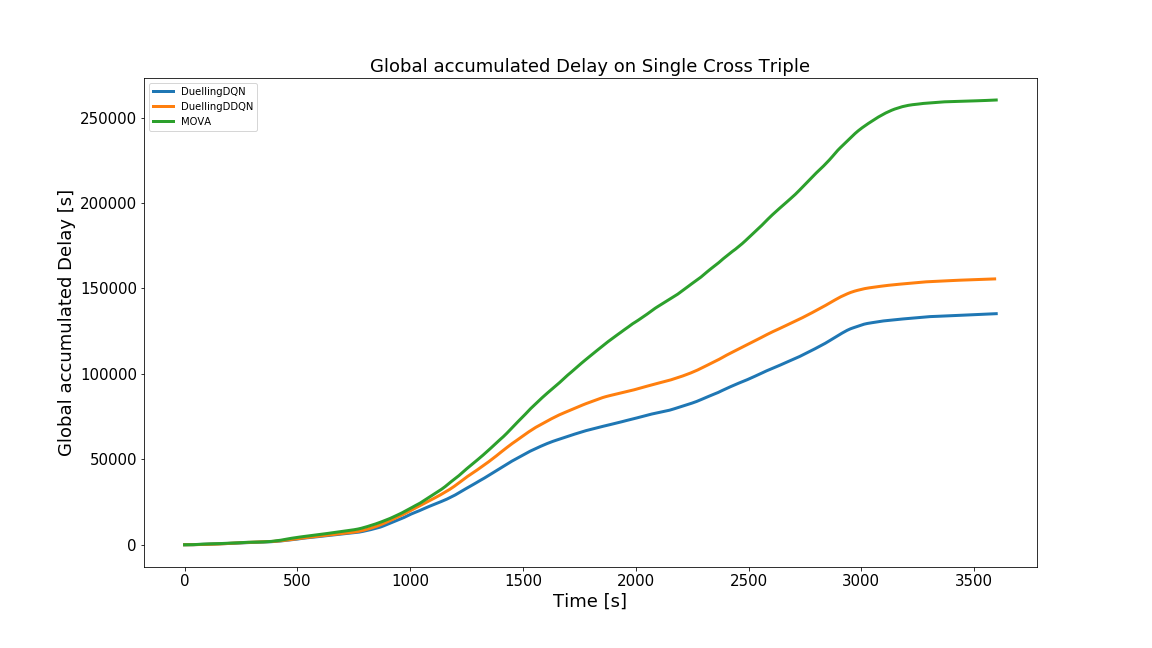 Global accumulated Delay on Single Cross Triple
DuellingDQN
DuellingDDQN
MOVA
Global accumulated Delay [s]
250000
200000
150000
100000
50000
0
0 500 1000 1500 2000 2500 3000 3500
Time [s]